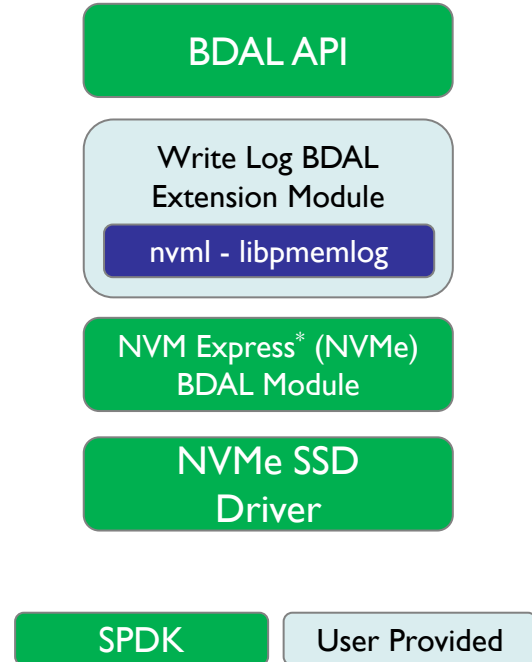 BDAL API
Write Log BDAL
Extension Module
nvml - libpmemlog
NVM Express* (NVMe)
BDAL Module
NVMe SSD
Driver
SPDK
User Provided